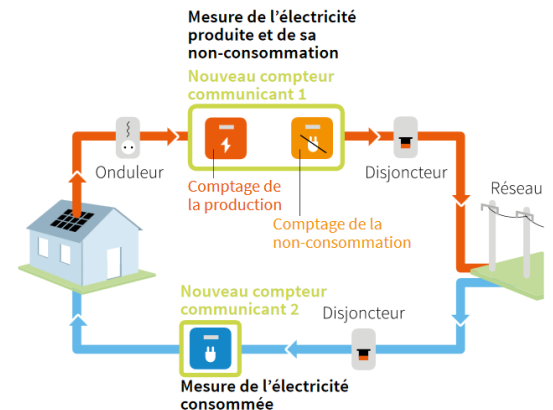 Mesure de l’électricité
produite et de sa
non-consommation
Nouveau compteur
communicant 1
Onduleur
Disjoncteur
Réseau
Comptage de
la production
Comptage de la
non-consommation
Nouveau compteur
communicant 2
Disjoncteur
Mesure de l’électricité
consommée